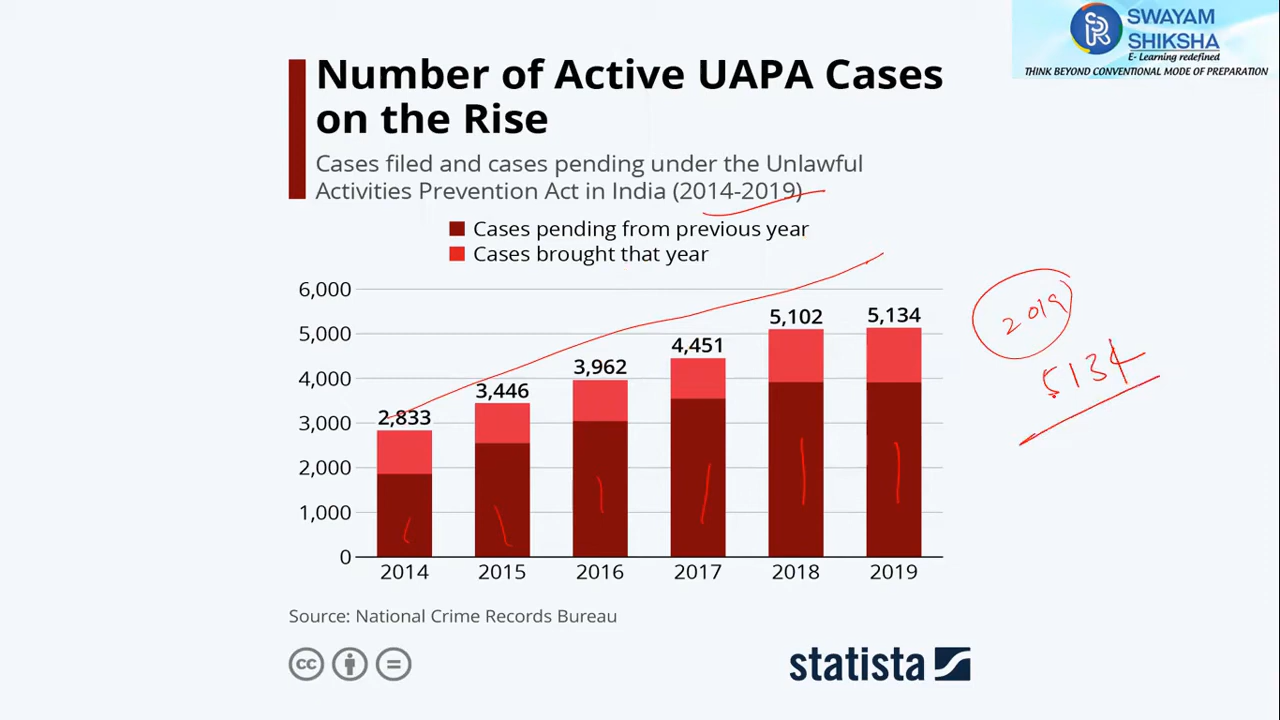 SWAYAM
SHIKSHA
E- Learning redefined
THINK BEYOND CONVENTIONAL MODE OF PREPARATION
Number of Active UAPA Cases
on the Rise
Cases filed and cases pending under the Unlawful
Activities Prevention Act in India (2014-2019)
Cases pending from previous year
Cases brought that year
6,000
5,000
4,000
3,000
2,000
1,000
0
2,833
3,446
3,962
4,451
5,102
5,134
2014 2015 2016 2017 2018 2019
2019
5134
Source: National Crime Records Bureau
cc
statista